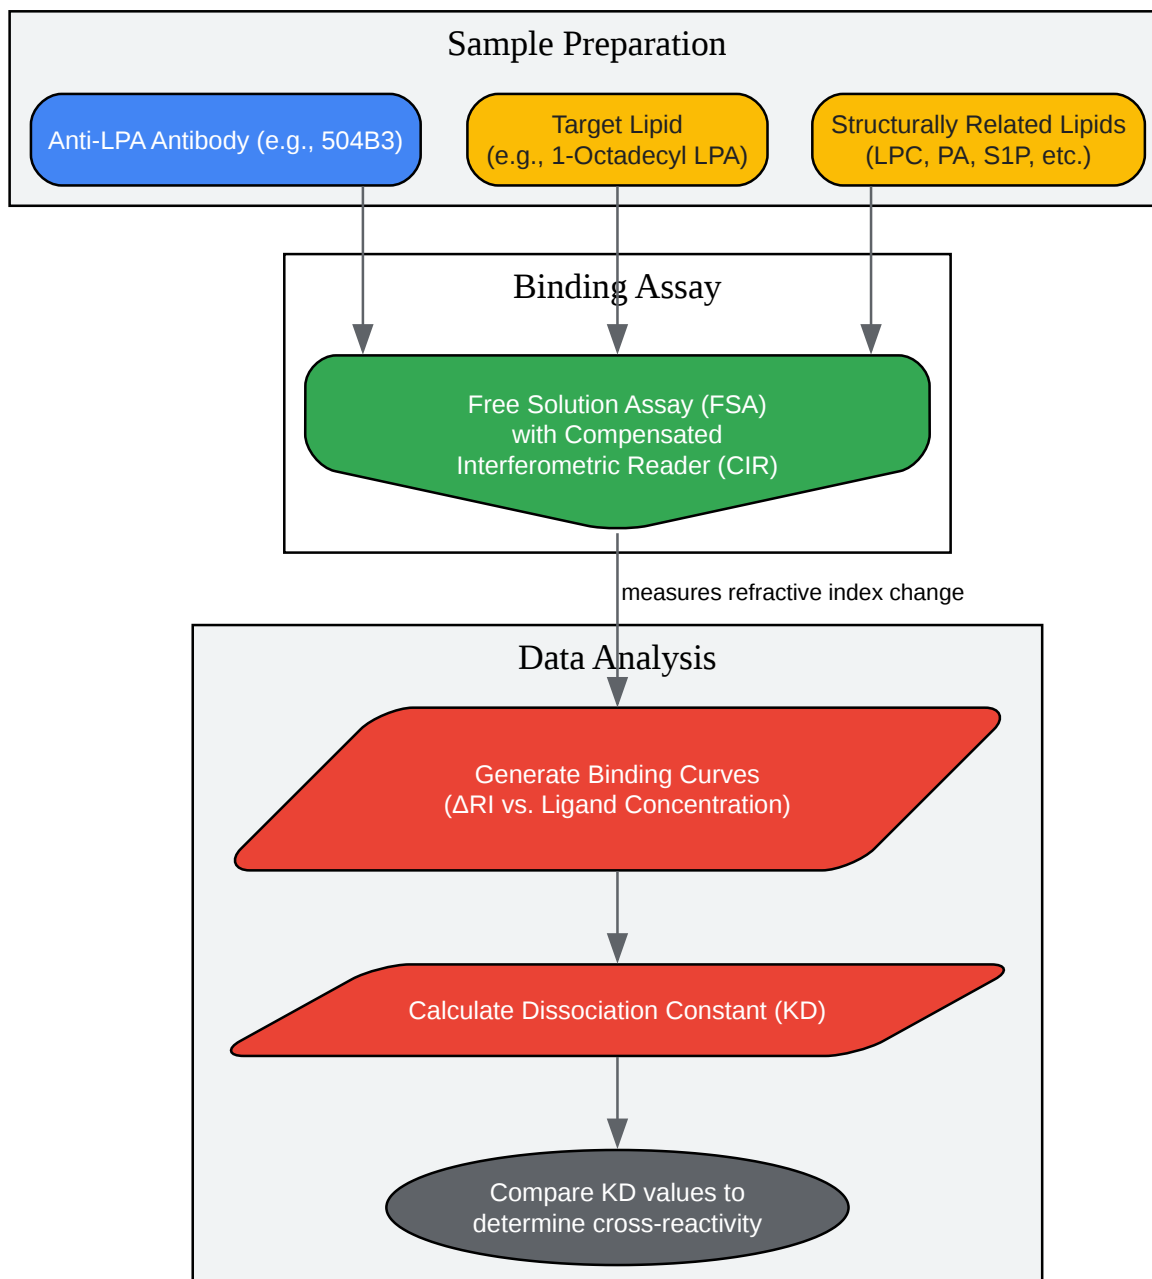 Sample Preparation
Anti-LPA Antibody (e.g., 504B3)
Target Lipid
(e.g., 1-Octadecyl LPA)
Structurally Related Lipids
(LPC, PA, S1P, etc.)
Binding Assay
Free Solution Assay (FSA)
with Compensated
Interferometric Reader (CIR)
measures refractive index change
Data Analysis
Generate Binding Curves
(ΔRI vs. Ligand Concentration)
Calculate Dissociation Constant (KD)
Compare KD values to
determine cross-reactivity